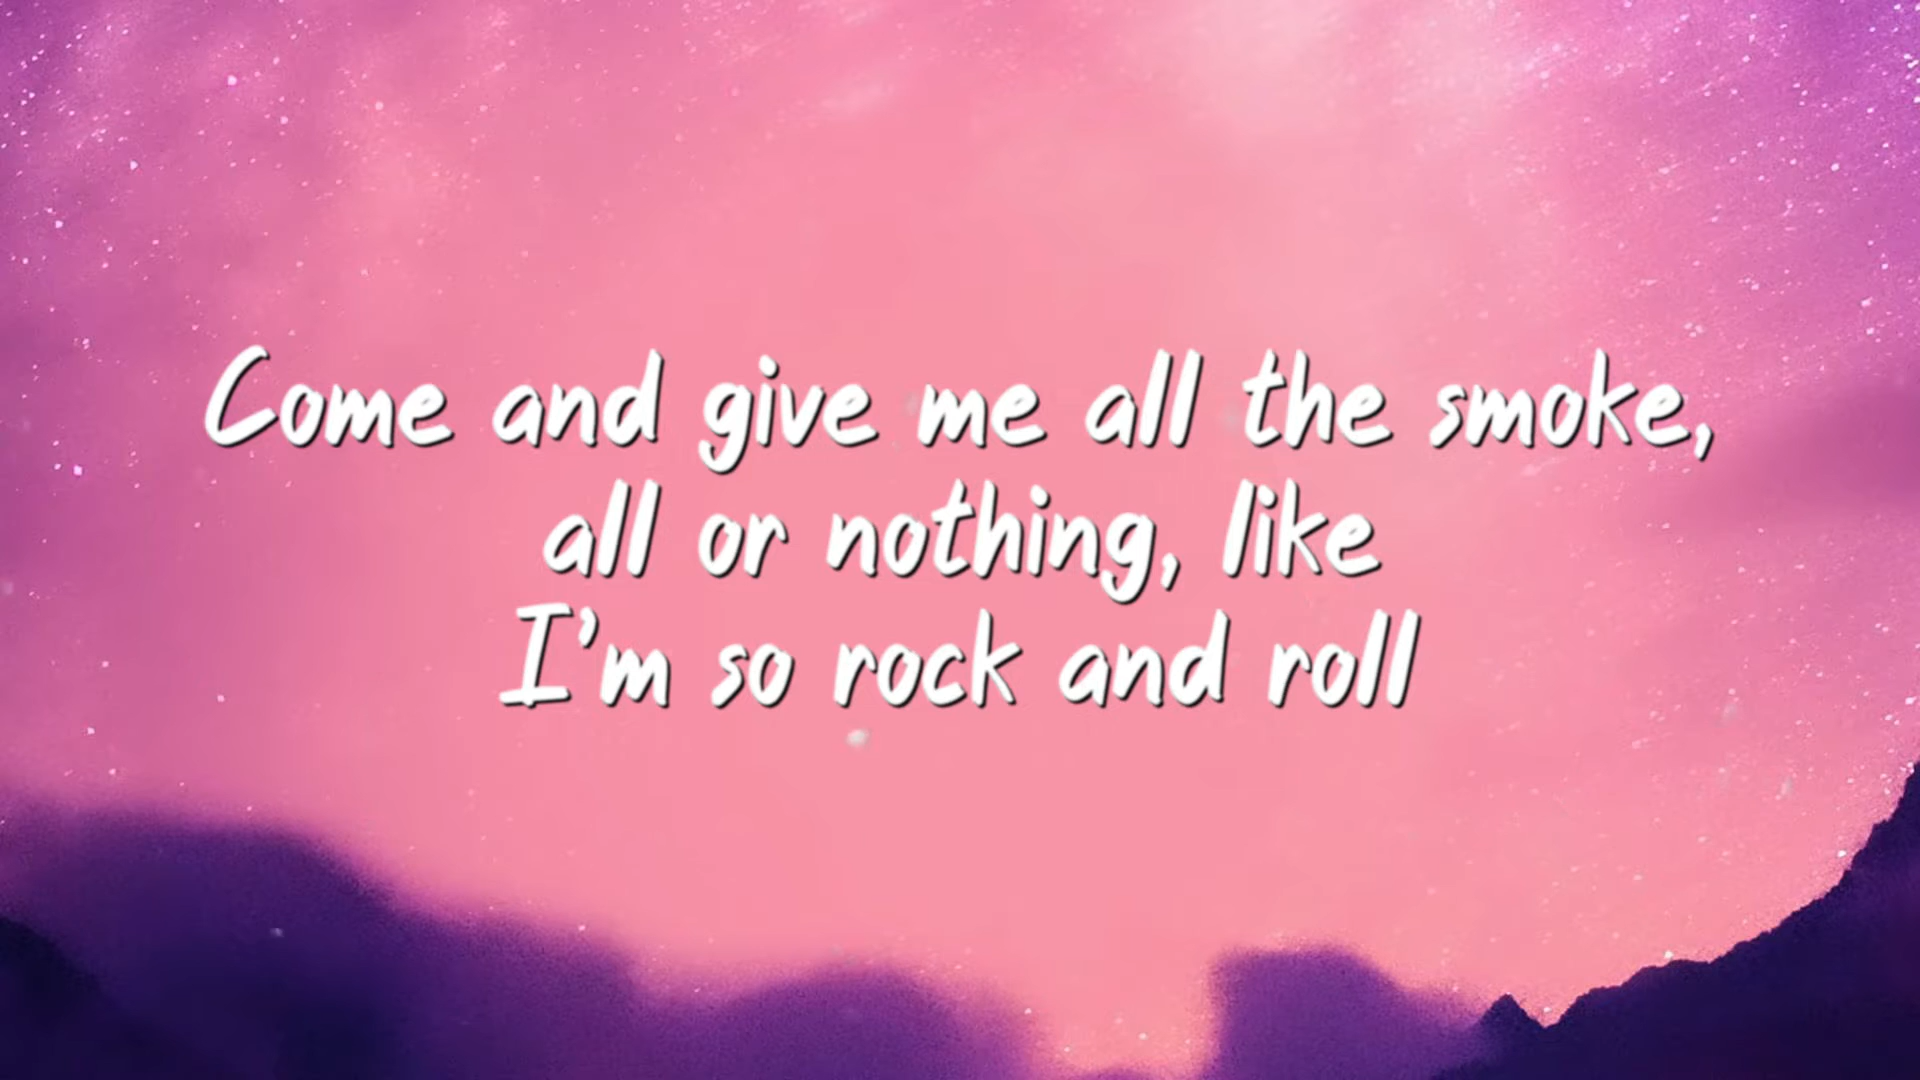 Come and give me all the smoke,
all or nothing, like
I'm so rock and roll